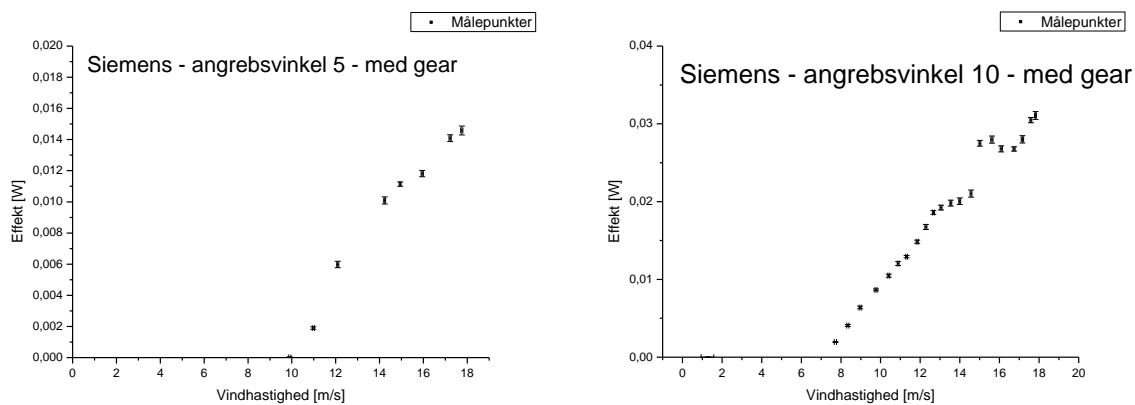 Målepunkter
Siemens - angrebsvinkel 5 - med gear
0,020
0,018
0,016
0,014
0,012
0,010
0,008
0,006
0,004
0,002
0,000
Effekt [W]
0 2 4 6 8 10 12 14 16 18
Vindhastighed [m/s]
Målepunkter
Siemens - angrebsvinkel 10 - med gear
0,04
0,03
0,02
0,01
0,00
Effekt [W]
0 2 4 6 8 10 12 14 16 18 20
Vindhastighed [m/s]